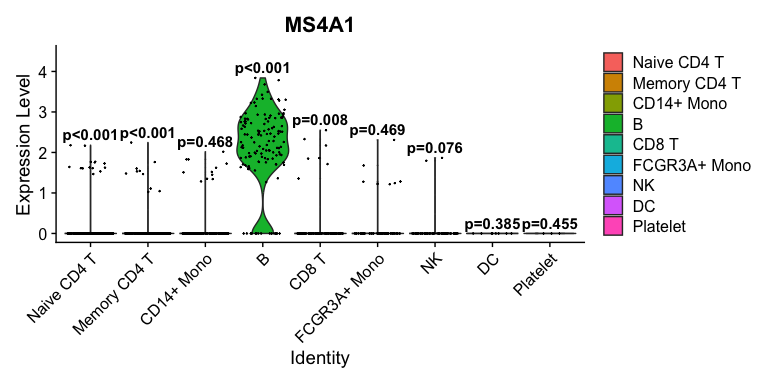 MS4A1
Expression Level
4
3
2
1
0
p<0.001
p<0.001
p=0.468
p<0.001
p=0.008
p=0.469
p=0.076
p=0.385
p=0.455
Naive CD4 T
Memory CD4 T
CD14+ Mono
B
CD8 T
FCGR3A+ Mono
NK
DC
Platelet
Identity
Naive CD4 T
Memory CD4 T
CD14+ Mono
B
CD8 T
FCGR3A+ Mono
NK
DC
Platelet